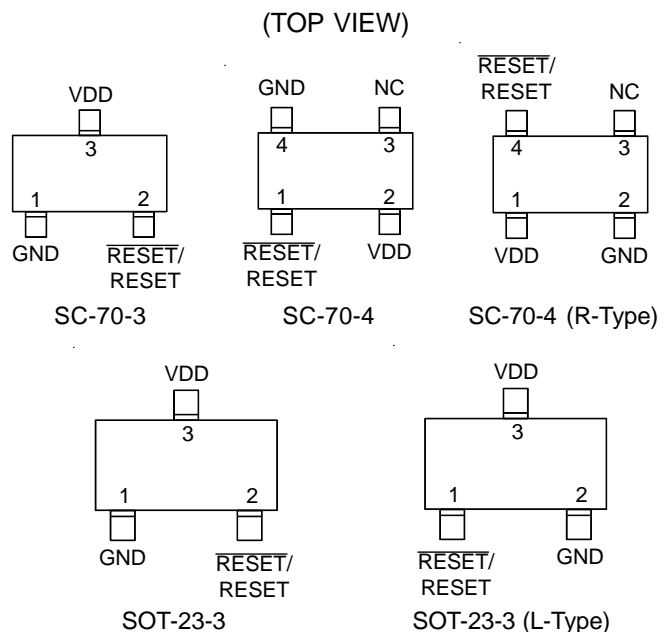 (TOP VIEW)
VDD
3
1
2
GND
RESET/
RESET
SC-70-3
GND
NC
4
3
1
2
RESET/
RESET
VDD
SC-70-4
RESET/
RESET
NC
4
3
1
2
VDD
GND
SC-70-4 (R-Type)
VDD
3
1
2
GND
RESET/
RESET
SOT-23-3
VDD
3
1
2
RESET/
RESET
GND
SOT-23-3 (L-Type)